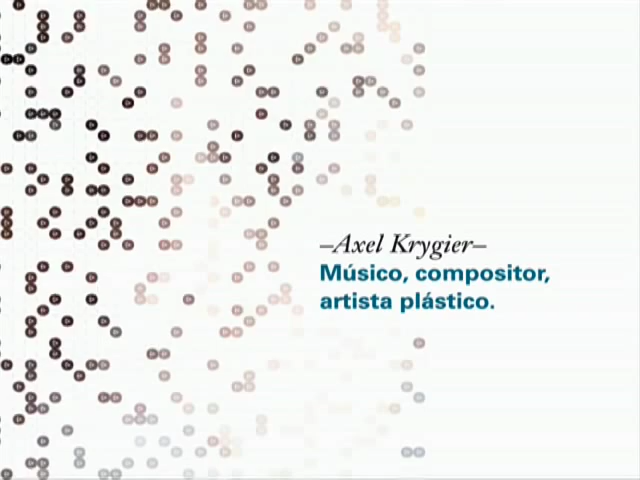 –Axel Krygier–
Músico, compositor,
artista plástico.